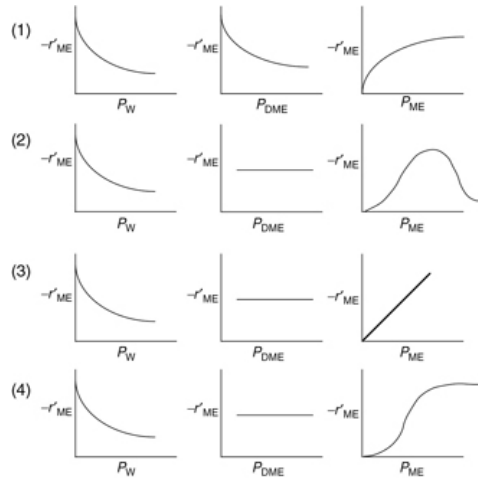 (1) –r′ME –r′ME –r′ME
PW PDME PME
(2) –r′ME –r′ME –r′ME
PW PDME PME
(3) –r′ME –r′ME –r′ME
PW PDME PME
(4) –r′ME –r′ME –r′ME
PW PDME PME